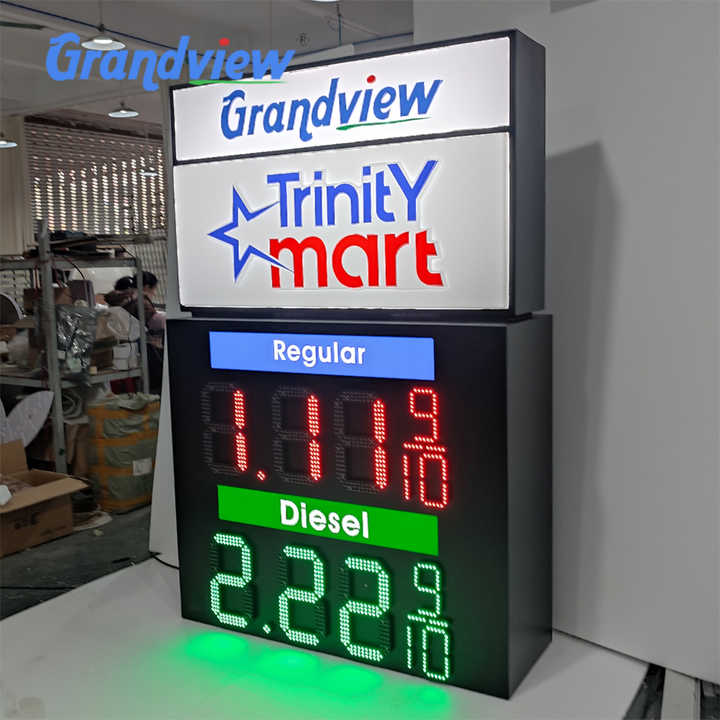 Grandview
Grandview
TrinitY
mart
Regular
1.11 9/10
Diesel
2.22 9/10